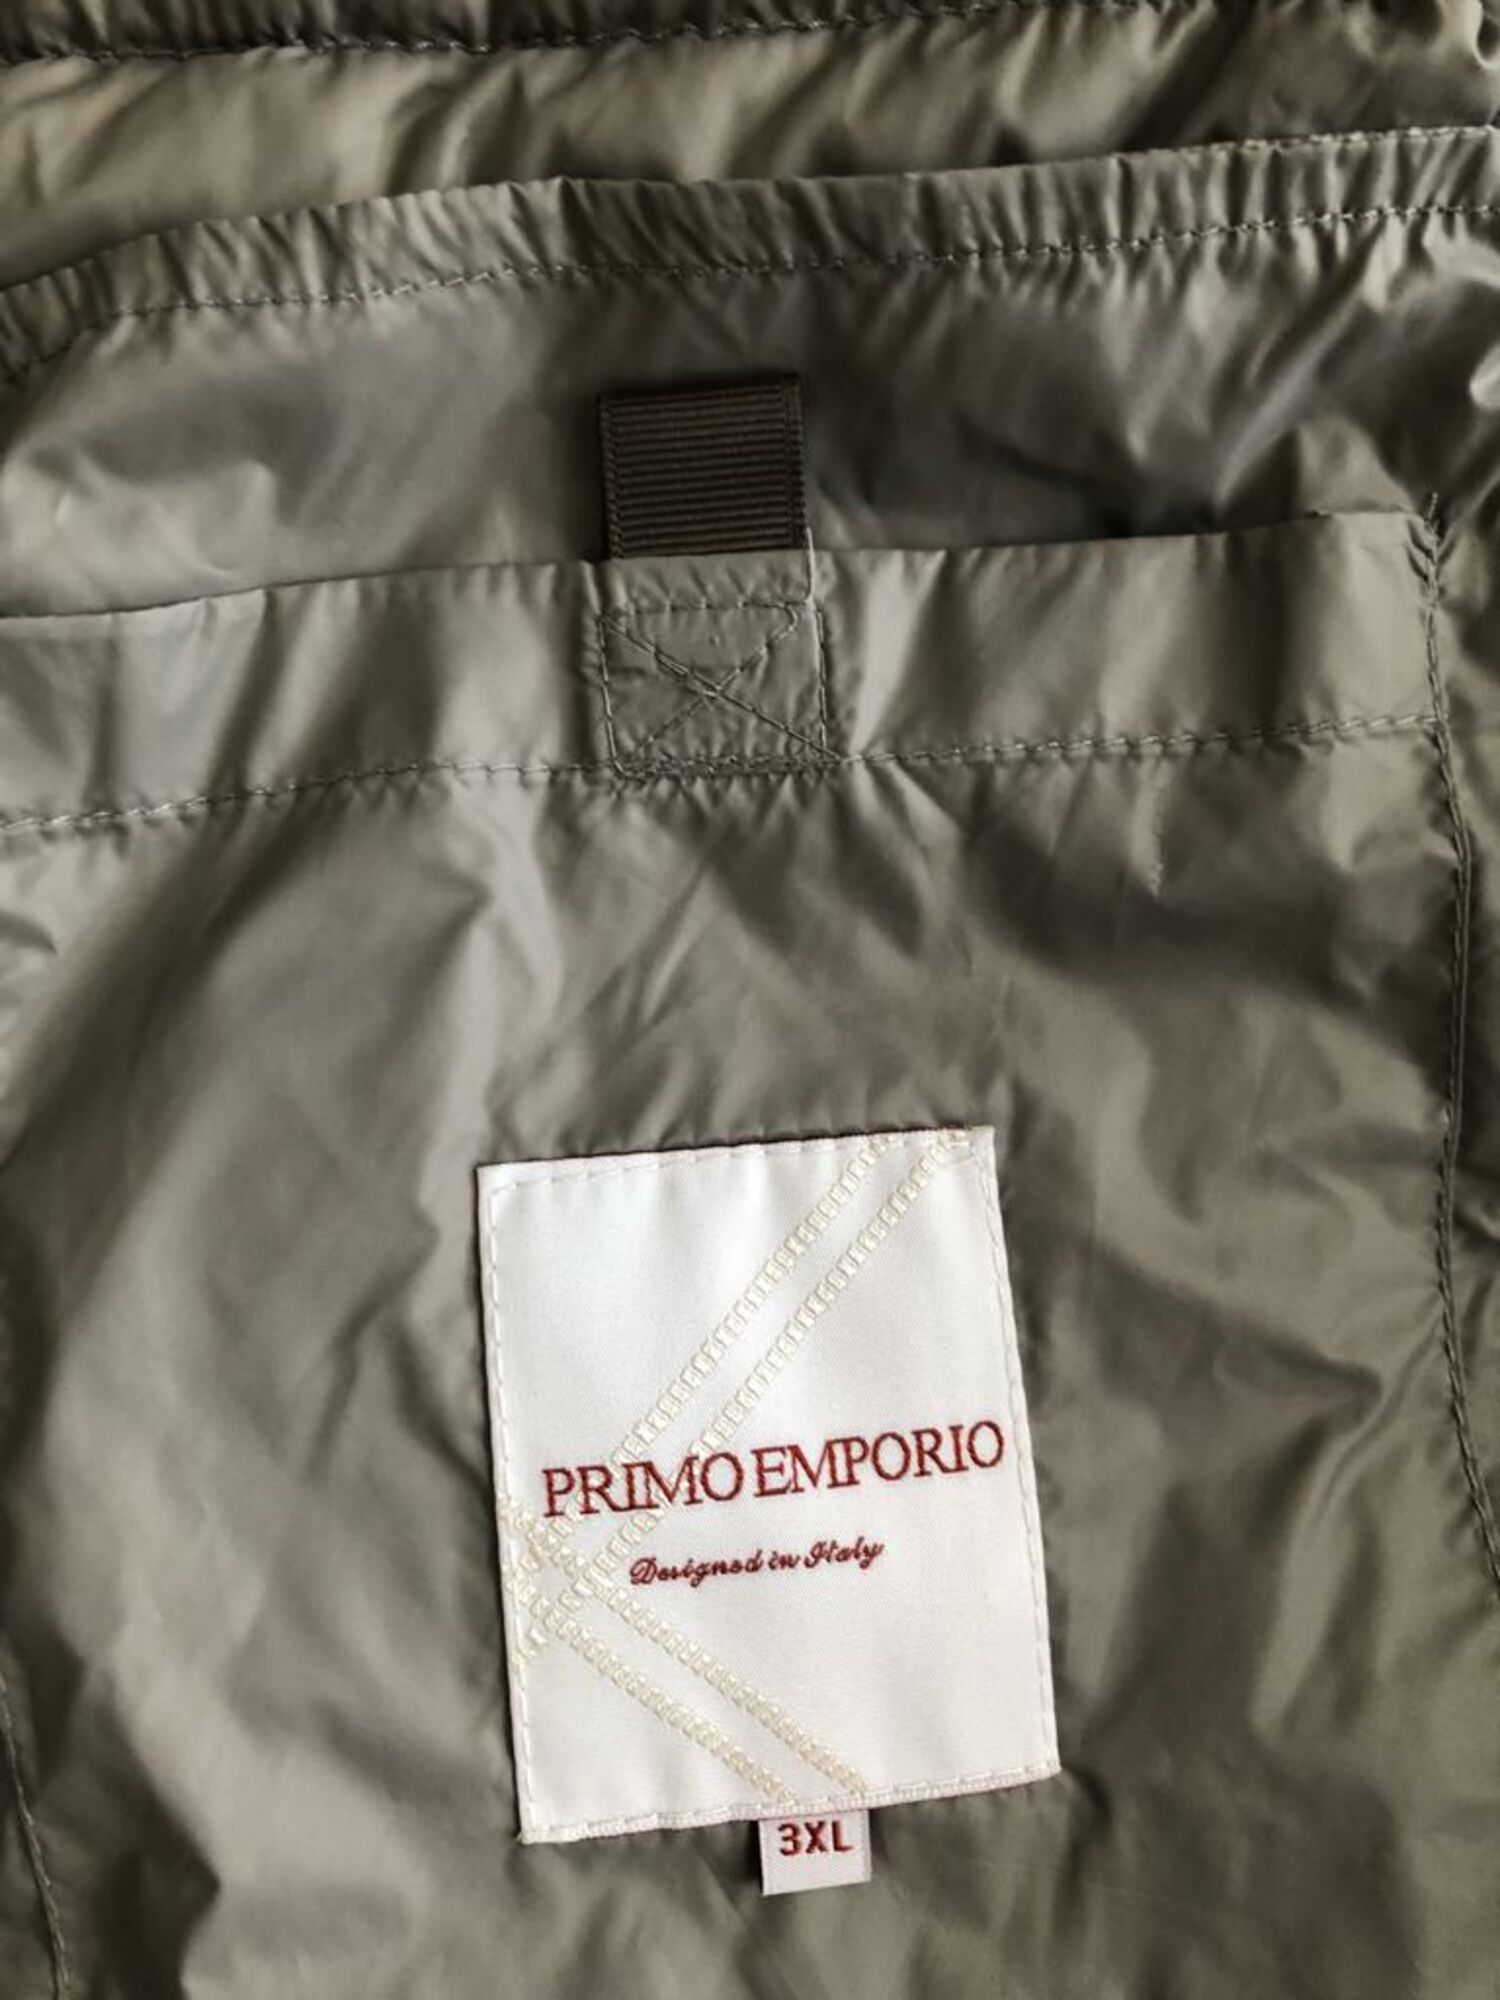 PRIMO EMPORIO
Designed in Italy
3XL